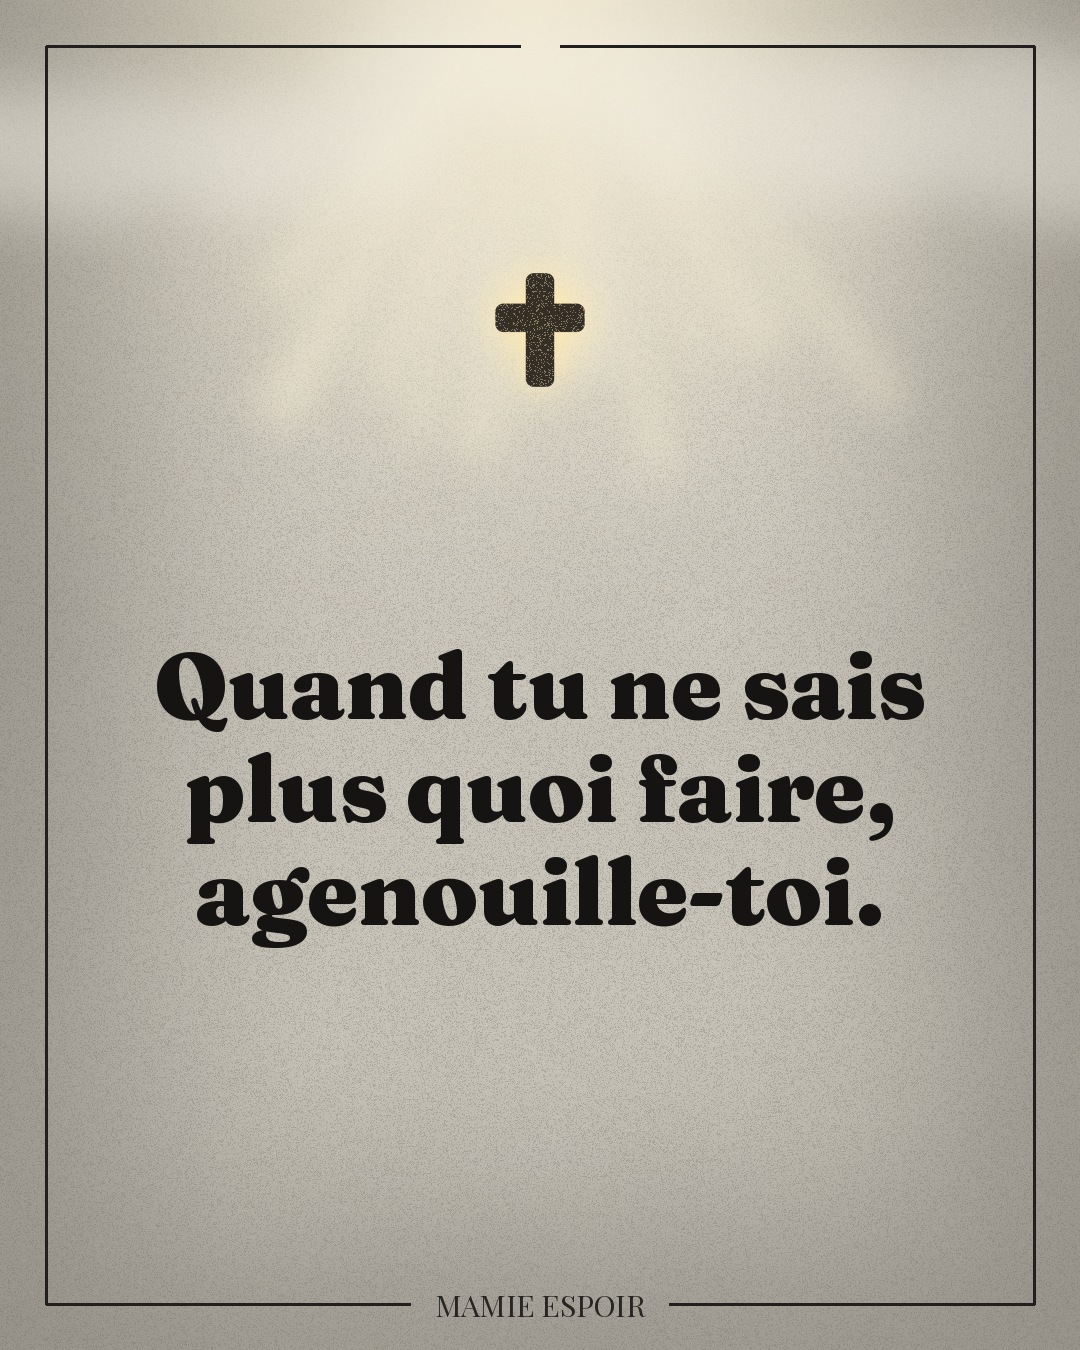 Quand tu ne sais
plus quoi faire,
agenouille-toi.
MAMIE ESPOIR